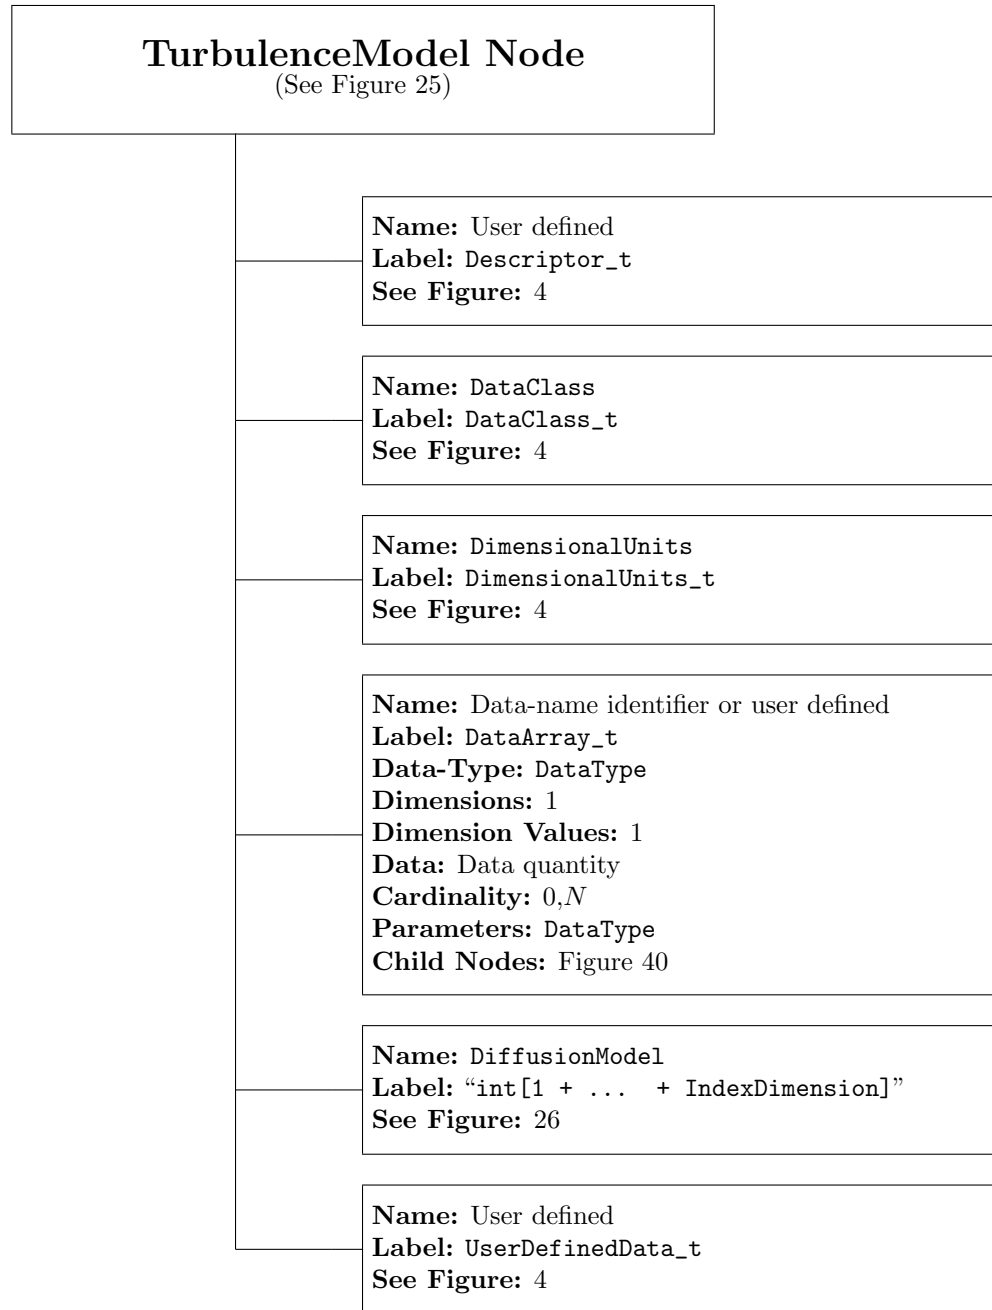 TurbulenceModel Node
(See Figure 25)
Name: User defined
Label: Descriptor_t
See Figure: 4
Name: DataClass
Label: DataClass_t
See Figure: 4
Name: DimensionalUnits
Label: DimensionalUnits_t
See Figure: 4
Name: Data-name identifier or user defined
Label: DataArray_t
Data-Type: DataType
Dimensions: 1
Dimension Values: 1
Data: Data quantity
Cardinality: 0,N
Parameters: DataType
Child Nodes: Figure 40
Name: DiffusionModel
Label: “int[1 + ... + IndexDimension]”
See Figure: 26
Name: User defined
Label: UserDefinedData_t
See Figure: 4